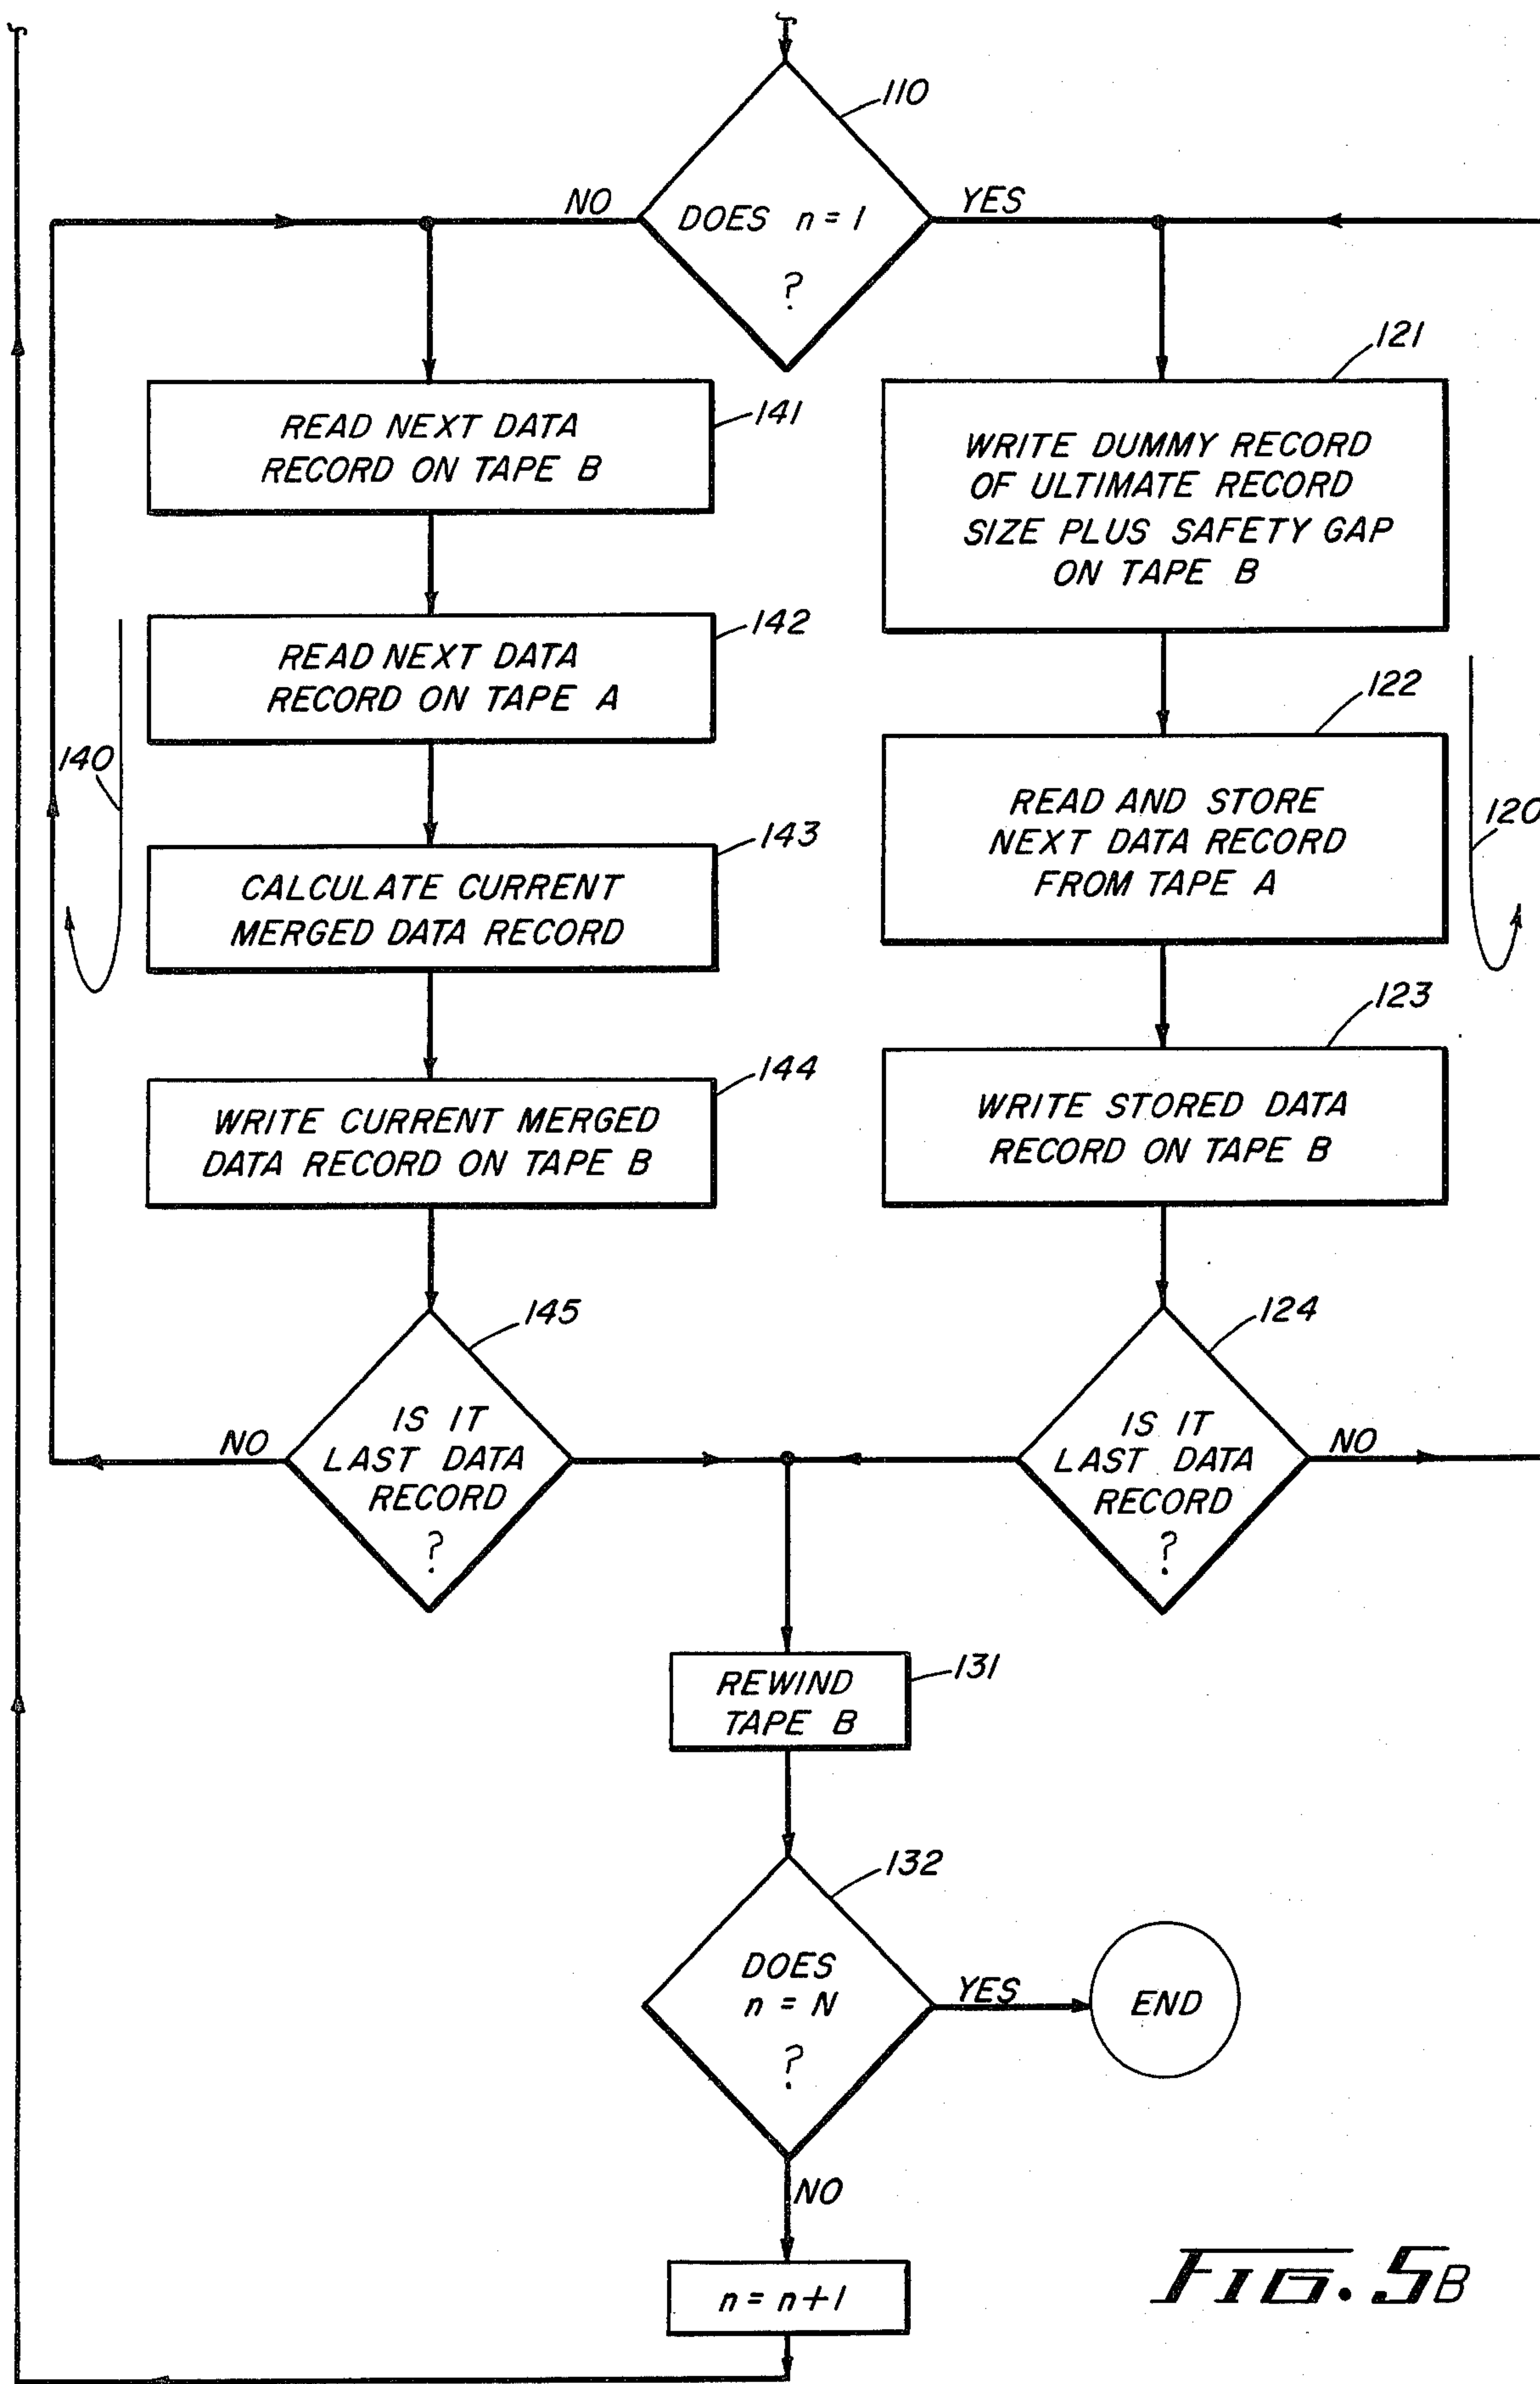 110
NO
YES
DOES n = 1
?
141
READ NEXT DATA
RECORD ON TAPE B
142
READ NEXT DATA
RECORD ON TAPE A
140
143
CALCULATE CURRENT
MERGED DATA RECORD
144
WRITE CURRENT MERGED
DATA RECORD ON TAPE B
145
NO
IS IT
LAST DATA
RECORD
?
121
WRITE DUMMY RECORD
OF ULTIMATE RECORD
SIZE PLUS SAFETY GAP
ON TAPE B
122
READ AND STORE
NEXT DATA RECORD
FROM TAPE A
120
123
WRITE STORED DATA
RECORD ON TAPE B
124
IS IT
LAST DATA
RECORD
?
NO
131
REWIND
TAPE B
132
DOES
n = N
?
YES
END
NO
n = n+1
FIG. 5B